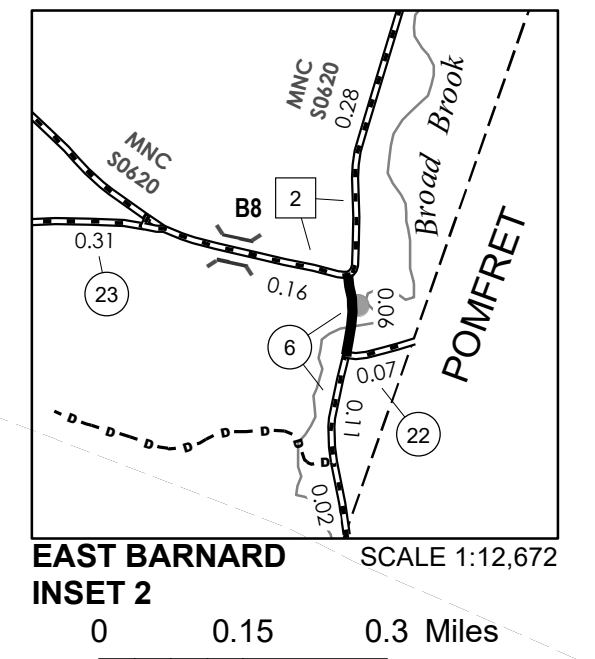 MNC
S0620
0.28
Broad Brook
MNC
S0620
B8
2
POMFRET
0.31
23
0.16
0.06
6
0.07
22
0.11
D D D D D D D D
0.02
EAST BARNARD SCALE 1:12,672
INSET 2
0 0.15 0.3 Miles